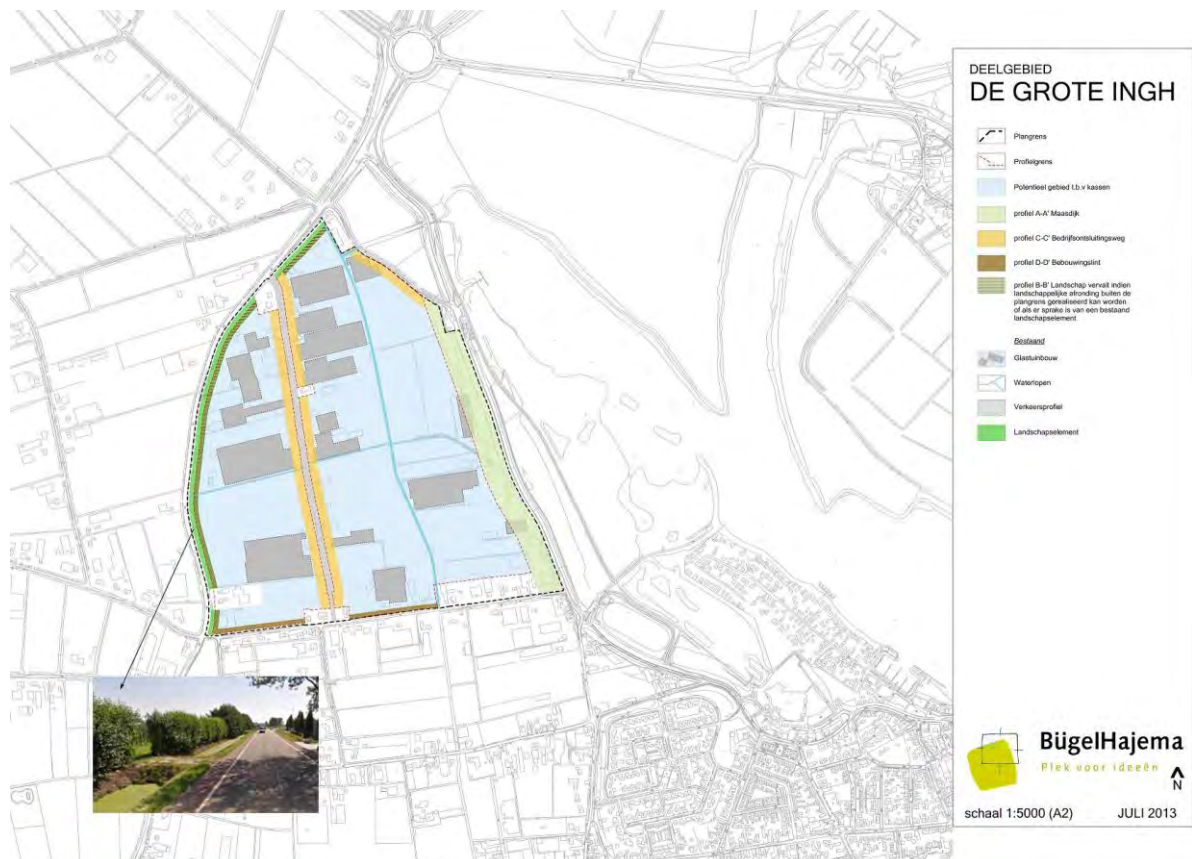 DEELGEBIED
DE GROTE INGH
Plangrens
Profielgrens
Potentieel gebied t.b.v kassen
profiel A-A' Maasdijk
profiel C-C' Bedrijfsontsluitingsweg
profiel D-D' Bebouwingslint
profiel B-B' Landschap vervalt indien
landschappelijke afronding buiten de
plangrens gerealiseerd kan worden
of als er sprake is van een bestaand
landschapselement
Bestaand
Glastuinbouw
Waterlopen
Verkeersprofiel
Landschapselement
BügelHajema
Plek voor ideeën
N
schaal 1:5000 (A2) JULI 2013